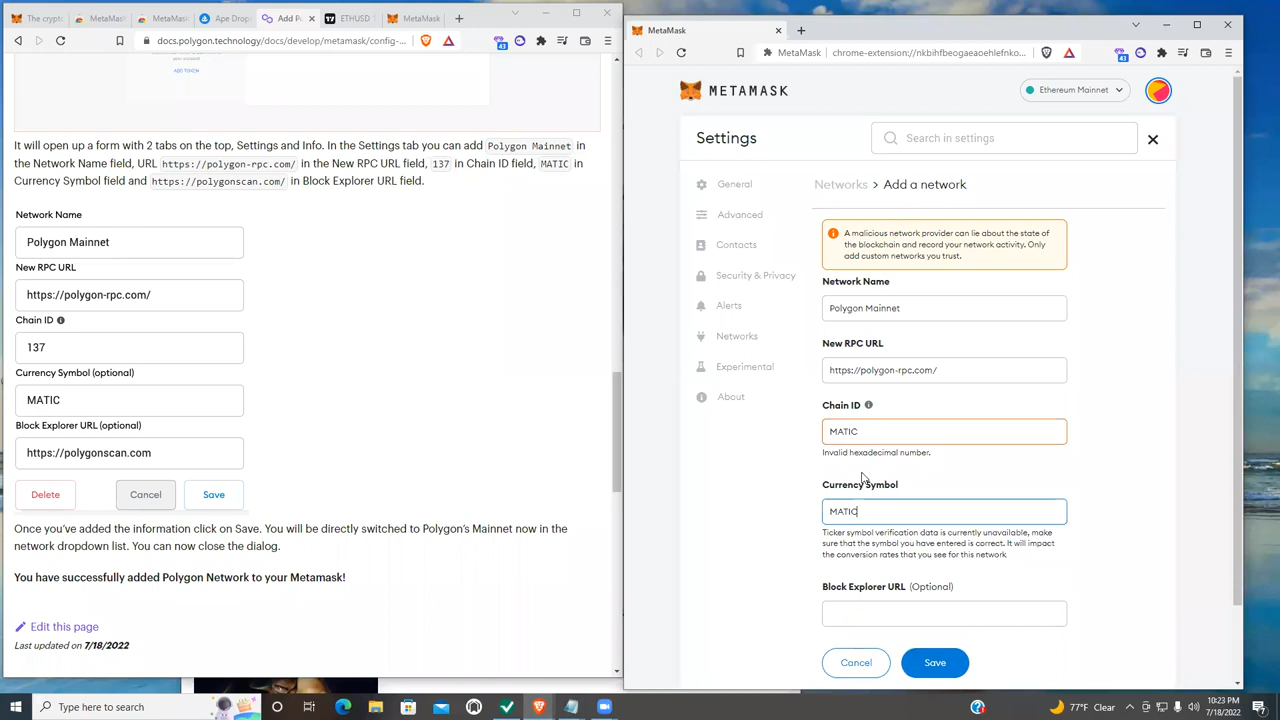 The crypt
MetaMas
MetaMask
Ape Drop
Add Po
ETHUSD
MetaMask
docs.polygon.technology/docs/develop/metamask/config-...
43
ADD TOKEN
It will open up a form with 2 tabs on the top, Settings and Info. In the Settings tab you can add Polygon Mainnet in
the Network Name field, URL https://polygon-rpc.com/ in the New RPC URL field, 137 in Chain ID field, MATIC in
Currency Symbol field and https://polygonscan.com/ in Block Explorer URL field.
Network Name
Polygon Mainnet
New RPC URL
https://polygon-rpc.com/
Chain ID
137
Currency Symbol (optional)
MATIC
Block Explorer URL (optional)
https://polygonscan.com
Delete
Cancel
Save
Once you've added the information click on Save. You will be directly switched to Polygon's Mainnet now in the
network dropdown list. You can now close the dialog.
You have successfully added Polygon Network to your Metamask!
Edit this page
Last updated on 7/18/2022
MetaMask
MetaMask
chrome-extension://nkbihfbeogaeaoehlefnko...
43
METAMASK
Ethereum Mainnet
Settings
Search in settings
General
Advanced
Contacts
Security & Privacy
Alerts
Networks
Experimental
About
Networks > Add a network
A malicious network provider can lie about the state of
the blockchain and record your network activity. Only
add custom networks you trust.
Network Name
Polygon Mainnet
New RPC URL
https://polygon-rpc.com/
Chain ID
MATIC
Invalid hexadecimal number.
Currency Symbol
MATIC
Ticker symbol verification data is currently unavailable, make
sure that the symbol you have entered is correct. It will impact
the conversion rates that you see for this network
Block Explorer URL (Optional)
Cancel
Save
Type here to search
77°F Clear
10:23 PM
7/18/2022